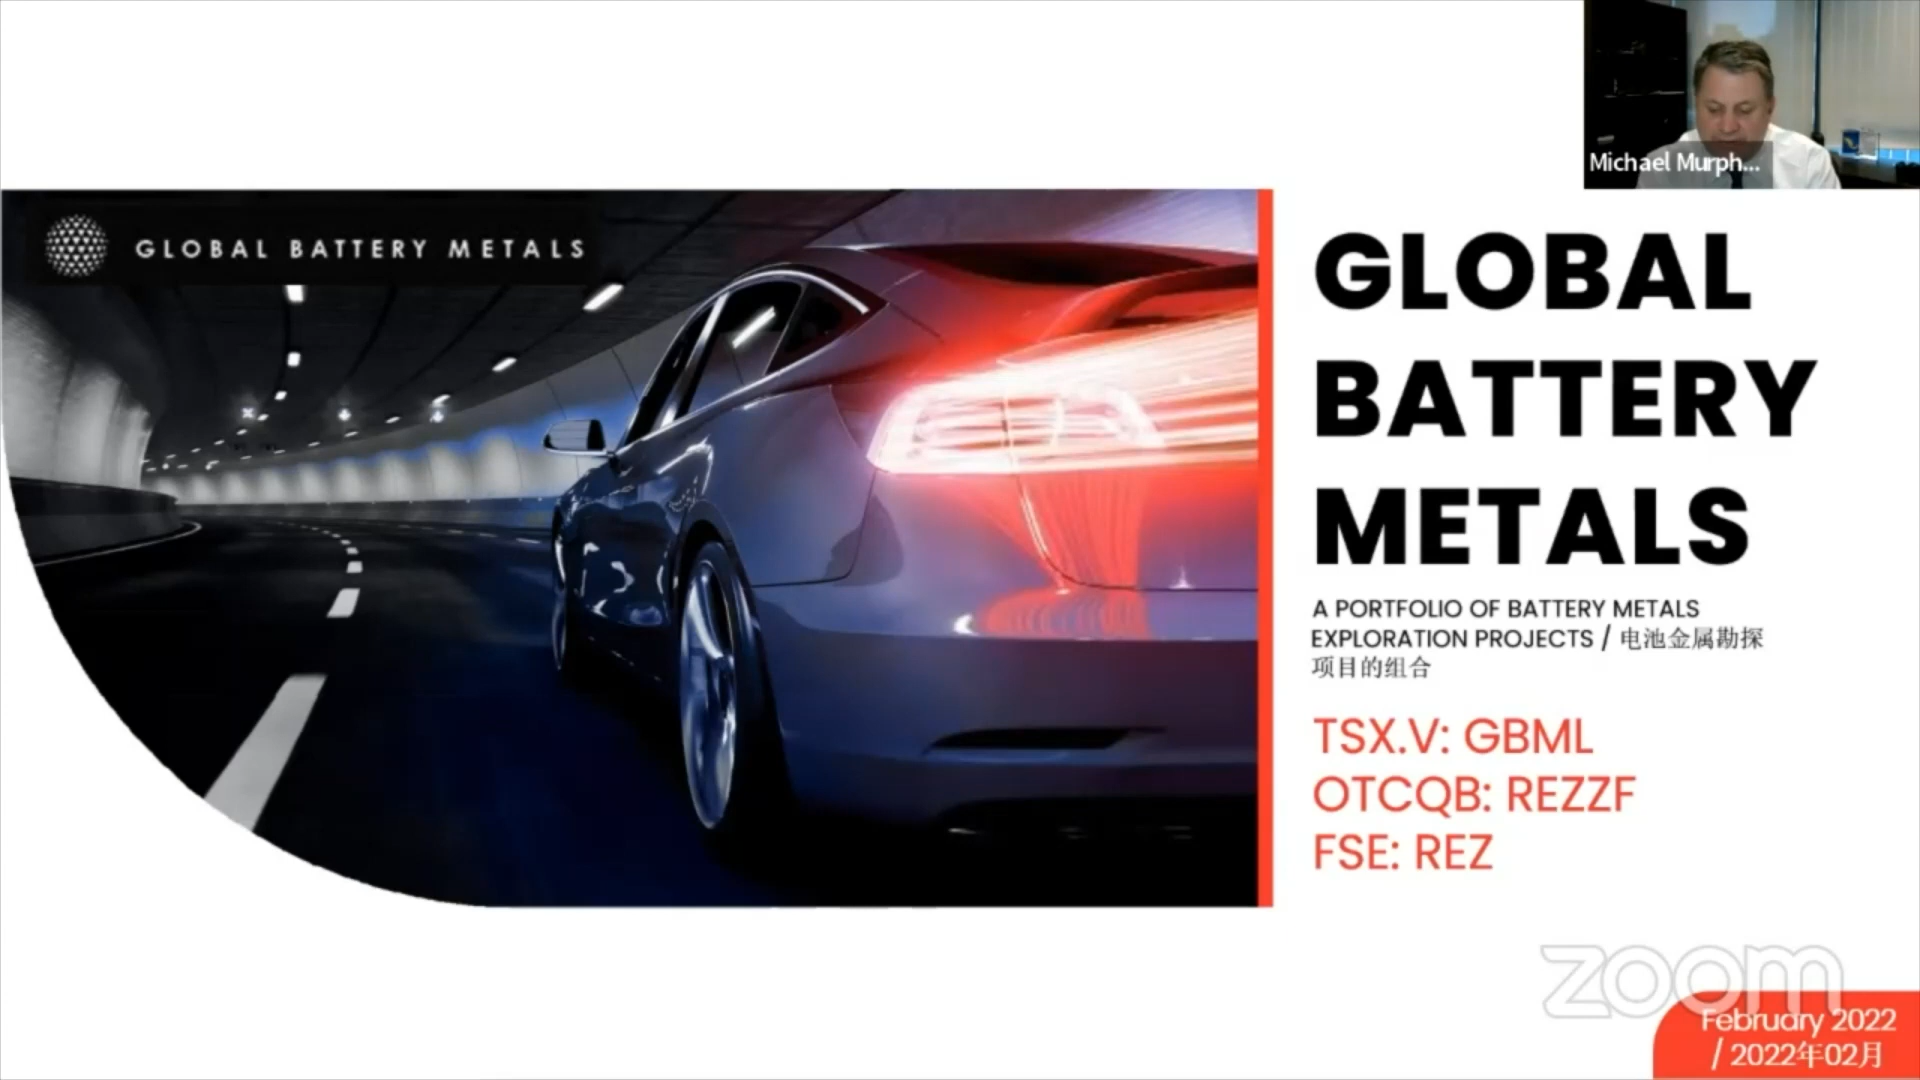 Michael Murph...
GLOBAL BATTERY METALS
GLOBAL
BATTERY
METALS
A PORTFOLIO OF BATTERY METALS
EXPLORATION PROJECTS / 电池金属勘探
项目的组合
TSX.V: GBML
OTCQB: REZZF
FSE: REZ
zoom
February 2022
/ 2022年02月